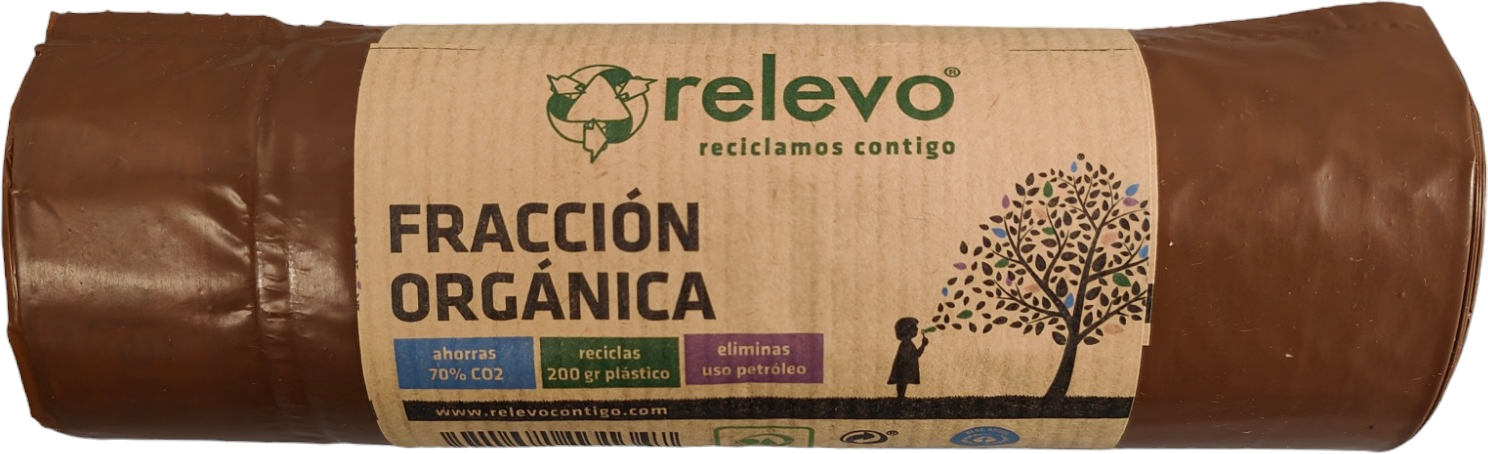 relevo®
reciclamos contigo
FRACCIÓN
ORGÁNICA
ahorras
70% CO2
reciclas
200 gr plástico
eliminas
uso petróleo
www.relevocontigo.com